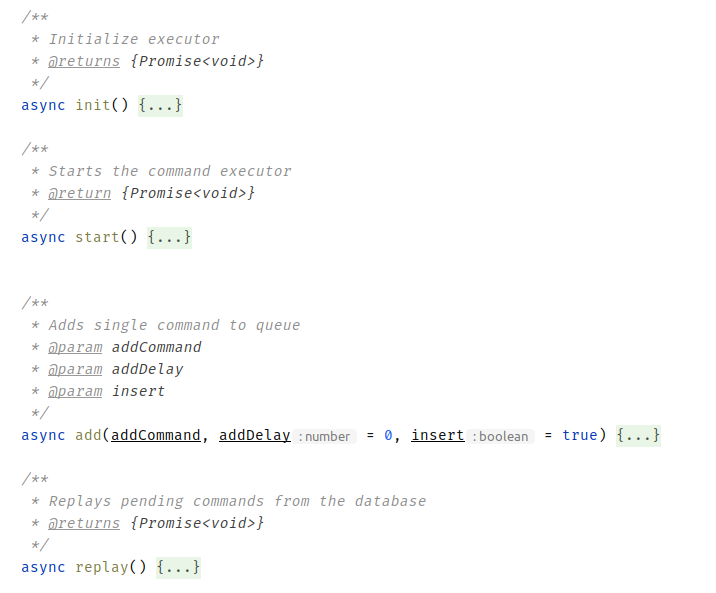 /**
 * Initialize executor
 * @returns {Promise<void>}
 */
async init() {...}
/**
 * Starts the command executor
 * @return {Promise<void>}
 */
async start() {...}
/**
 * Adds single command to queue
 * @param addCommand
 * @param addDelay
 * @param insert
 */
async add(addCommand, addDelay : number = 0, insert : boolean = true) {...}
/**
 * Replays pending commands from the database
 * @returns {Promise<void>}
 */
async replay() {...}